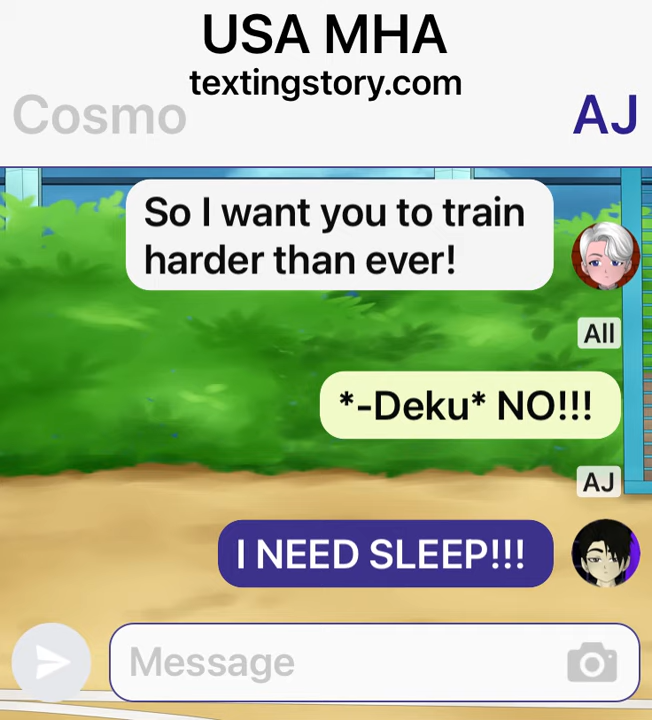 USA MHA
textingstory.com
Cosmo
AJ
So I want you to train
harder than ever!
All
*-Deku* NO!!!
AJ
I NEED SLEEP!!!
Message